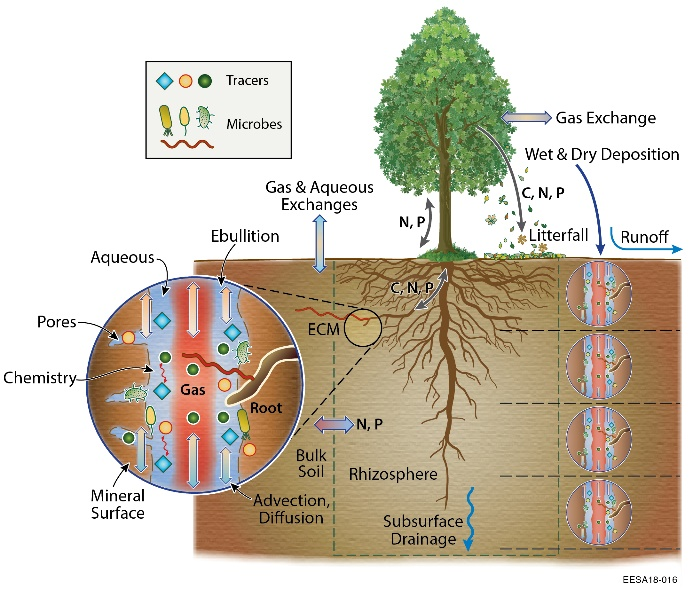 Tracers
Microbes
Gas Exchange
Wet & Dry Deposition
C, N, P
Gas & Aqueous
Exchanges
N, P
Litterfall
Runoff
Ebullition
Aqueous
C, N, P
Pores
ECM
Chemistry
Gas
Root
N, P
Bulk
Soil
Rhizosphere
Mineral
Surface
Advection,
Diffusion
Subsurface
Drainage
EESA18-016